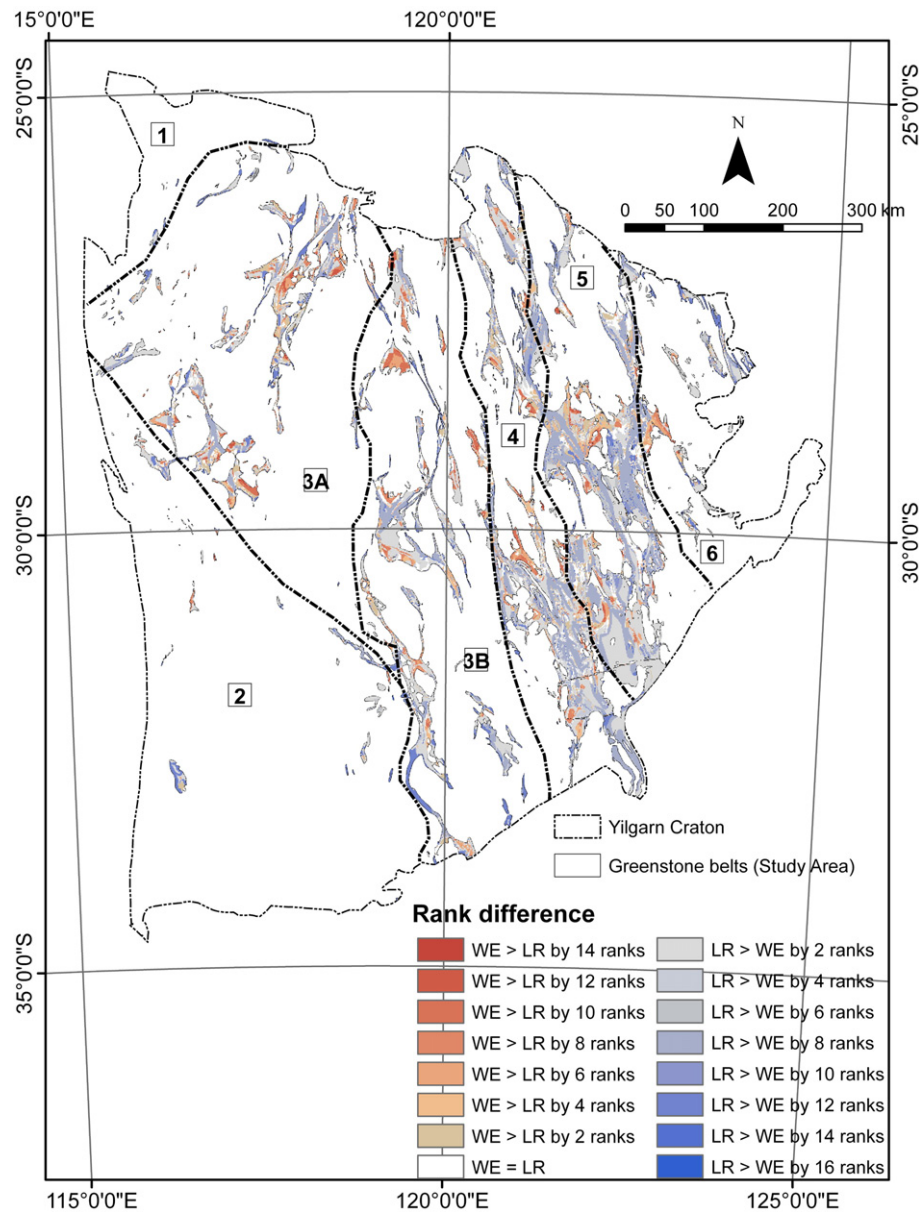 15°0'0"E 120°0'0"E
25°0'0"S 25°0'0"S
1
N
0 50 100 200 300 km
5
4
3A
30°0'0"S 30°0'0"S
6
3B
2
Yilgarn Craton
Greenstone belts (Study Area)
Rank difference
WE > LR by 14 ranks LR > WE by 2 ranks
WE > LR by 12 ranks LR > WE by 4 ranks
WE > LR by 10 ranks LR > WE by 6 ranks
WE > LR by 8 ranks LR > WE by 8 ranks
WE > LR by 6 ranks LR > WE by 10 ranks
WE > LR by 4 ranks LR > WE by 12 ranks
WE > LR by 2 ranks LR > WE by 14 ranks
WE = LR LR > WE by 16 ranks
35°0'0"S 35°0'0"S
115°0'0"E 120°0'0"E 125°0'0"E